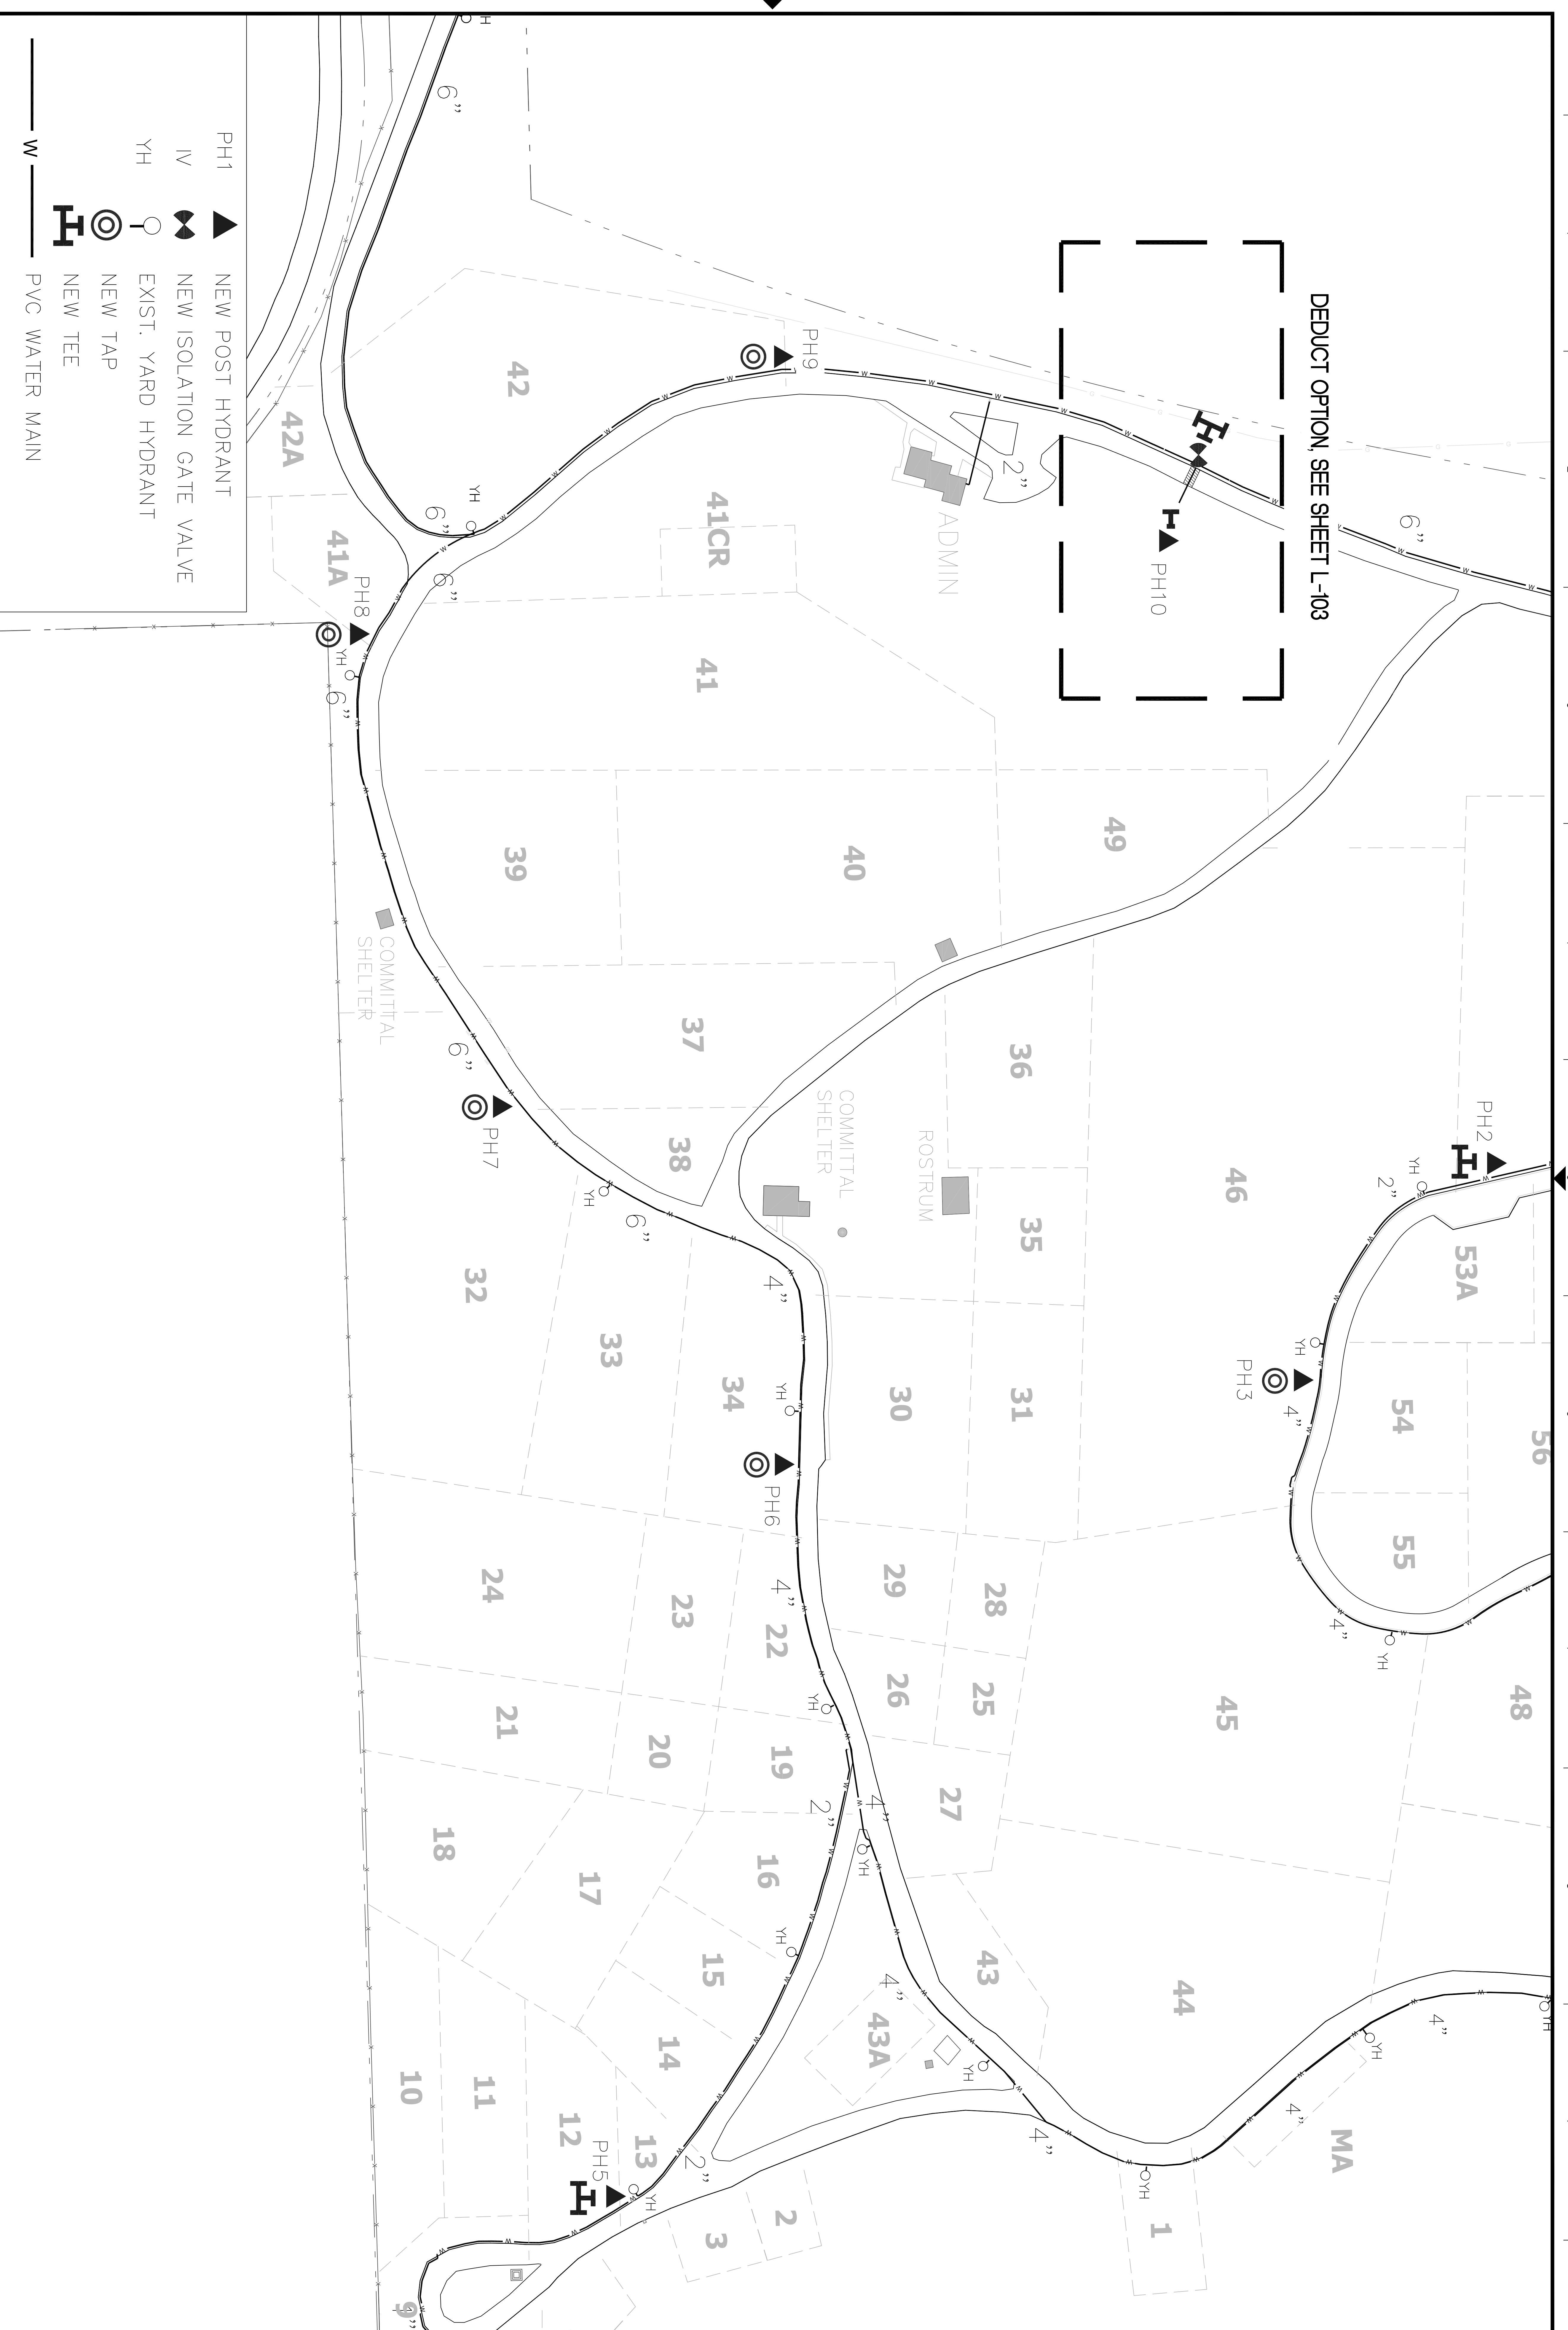 DEDUCT OPTION, SEE SHEET L-103
6"
PH10
PH9
2"
ADMIN
6"
42
42A
YH
6"
6"
41A
41CR
PH8
YH
6"
41
49
40
39
COMMITTAL
SHELTER
37
36
6"
PH7
38
COMMITTAL
SHELTER
ROSTRUM
46
PH2
YH
2"
53A
YH
6"
35
32
4"
33
34
YH
30
31
YH
PH3
4"
54
56
PH6
55
4"
YH
24
23
22
4"
29
28
26
25
45
48
YH
21
20
19
27
2"
4"
YH
18
17
16
YH
15
4"
43
44
4"
YH
YH
14
43A
YH
4"
MA
10
11
12
13
PH5
2"
YH
4"
YH
1
2
3
9
PH1 NEW POST HYDRANT
IV NEW ISOLATION GATE VALVE
YH EXIST. YARD HYDRANT
NEW TAP
NEW TEE
W PVC WATER MAIN